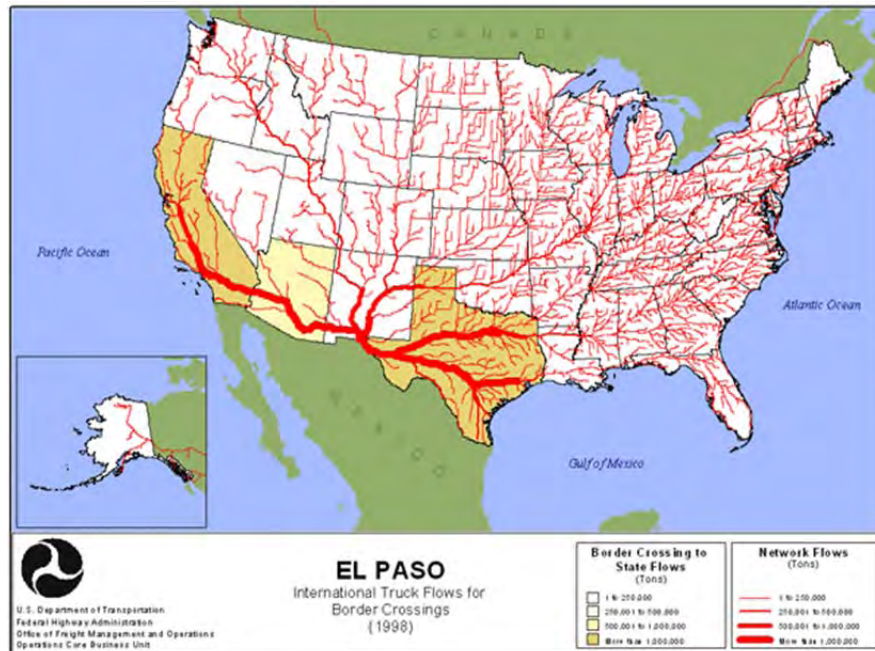 C A N A D A
Pacific Ocean
Atlantic Ocean
M E X I C O
Gulf of Mexico
EL PASO
International Truck Flows for
Border Crossings
(1998)
U.S. Department of Transportation
Federal Highway Administration
Office of Freight Management and Operations
Operations Core Business Unit
Border Crossing to
State Flows
(Tons)
1 to 250,000
250,001 to 500,000
500,001 to 1,000,000
More than 1,000,000
Network Flows
(Tons)
1 to 250,000
250,001 to 500,000
500,001 to 1,000,000
More than 1,000,000